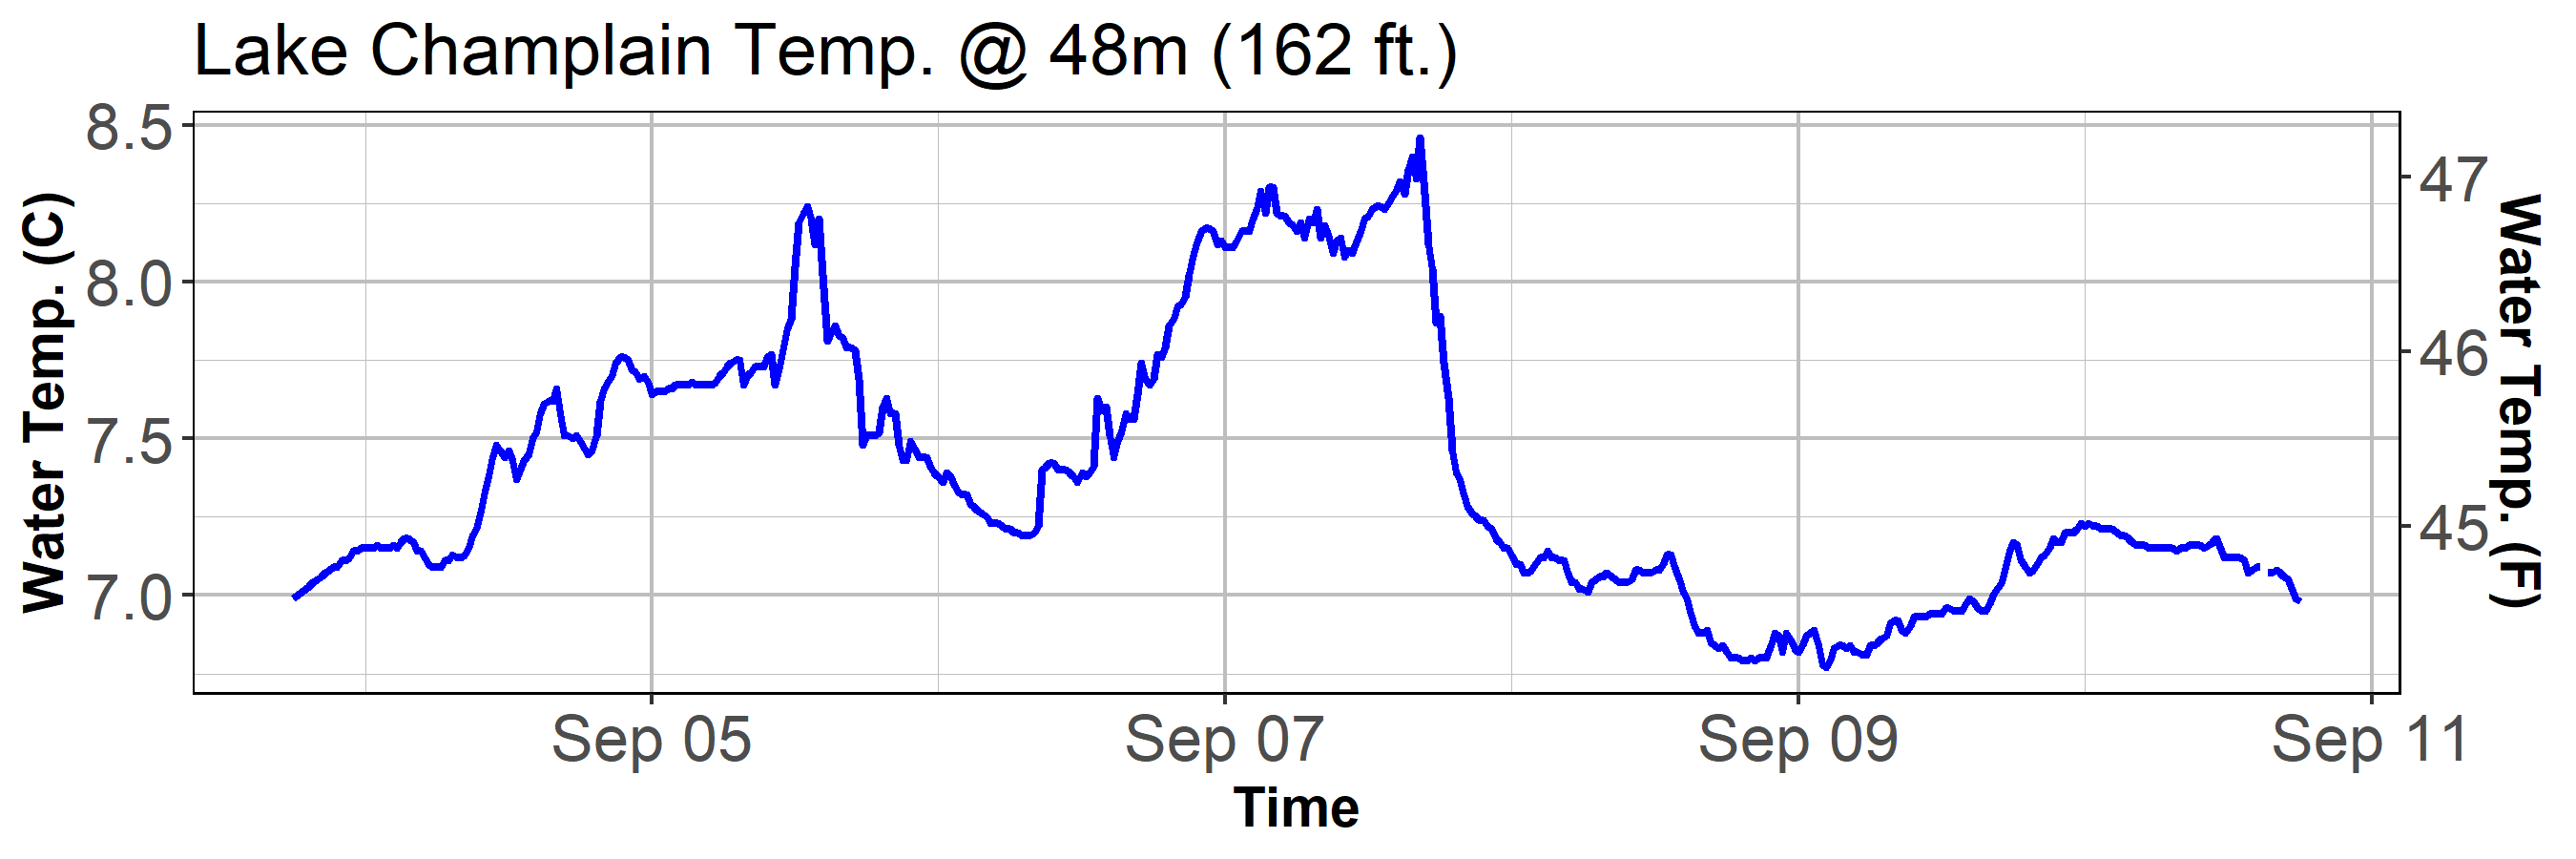 Lake Champlain Temp. @ 48m (162 ft.)
Water Temp. (C)
8.5
8.0
7.5
7.0
47
46
45
Water Temp. (F)
Sep 05
Sep 07
Sep 09
Sep 11
Time